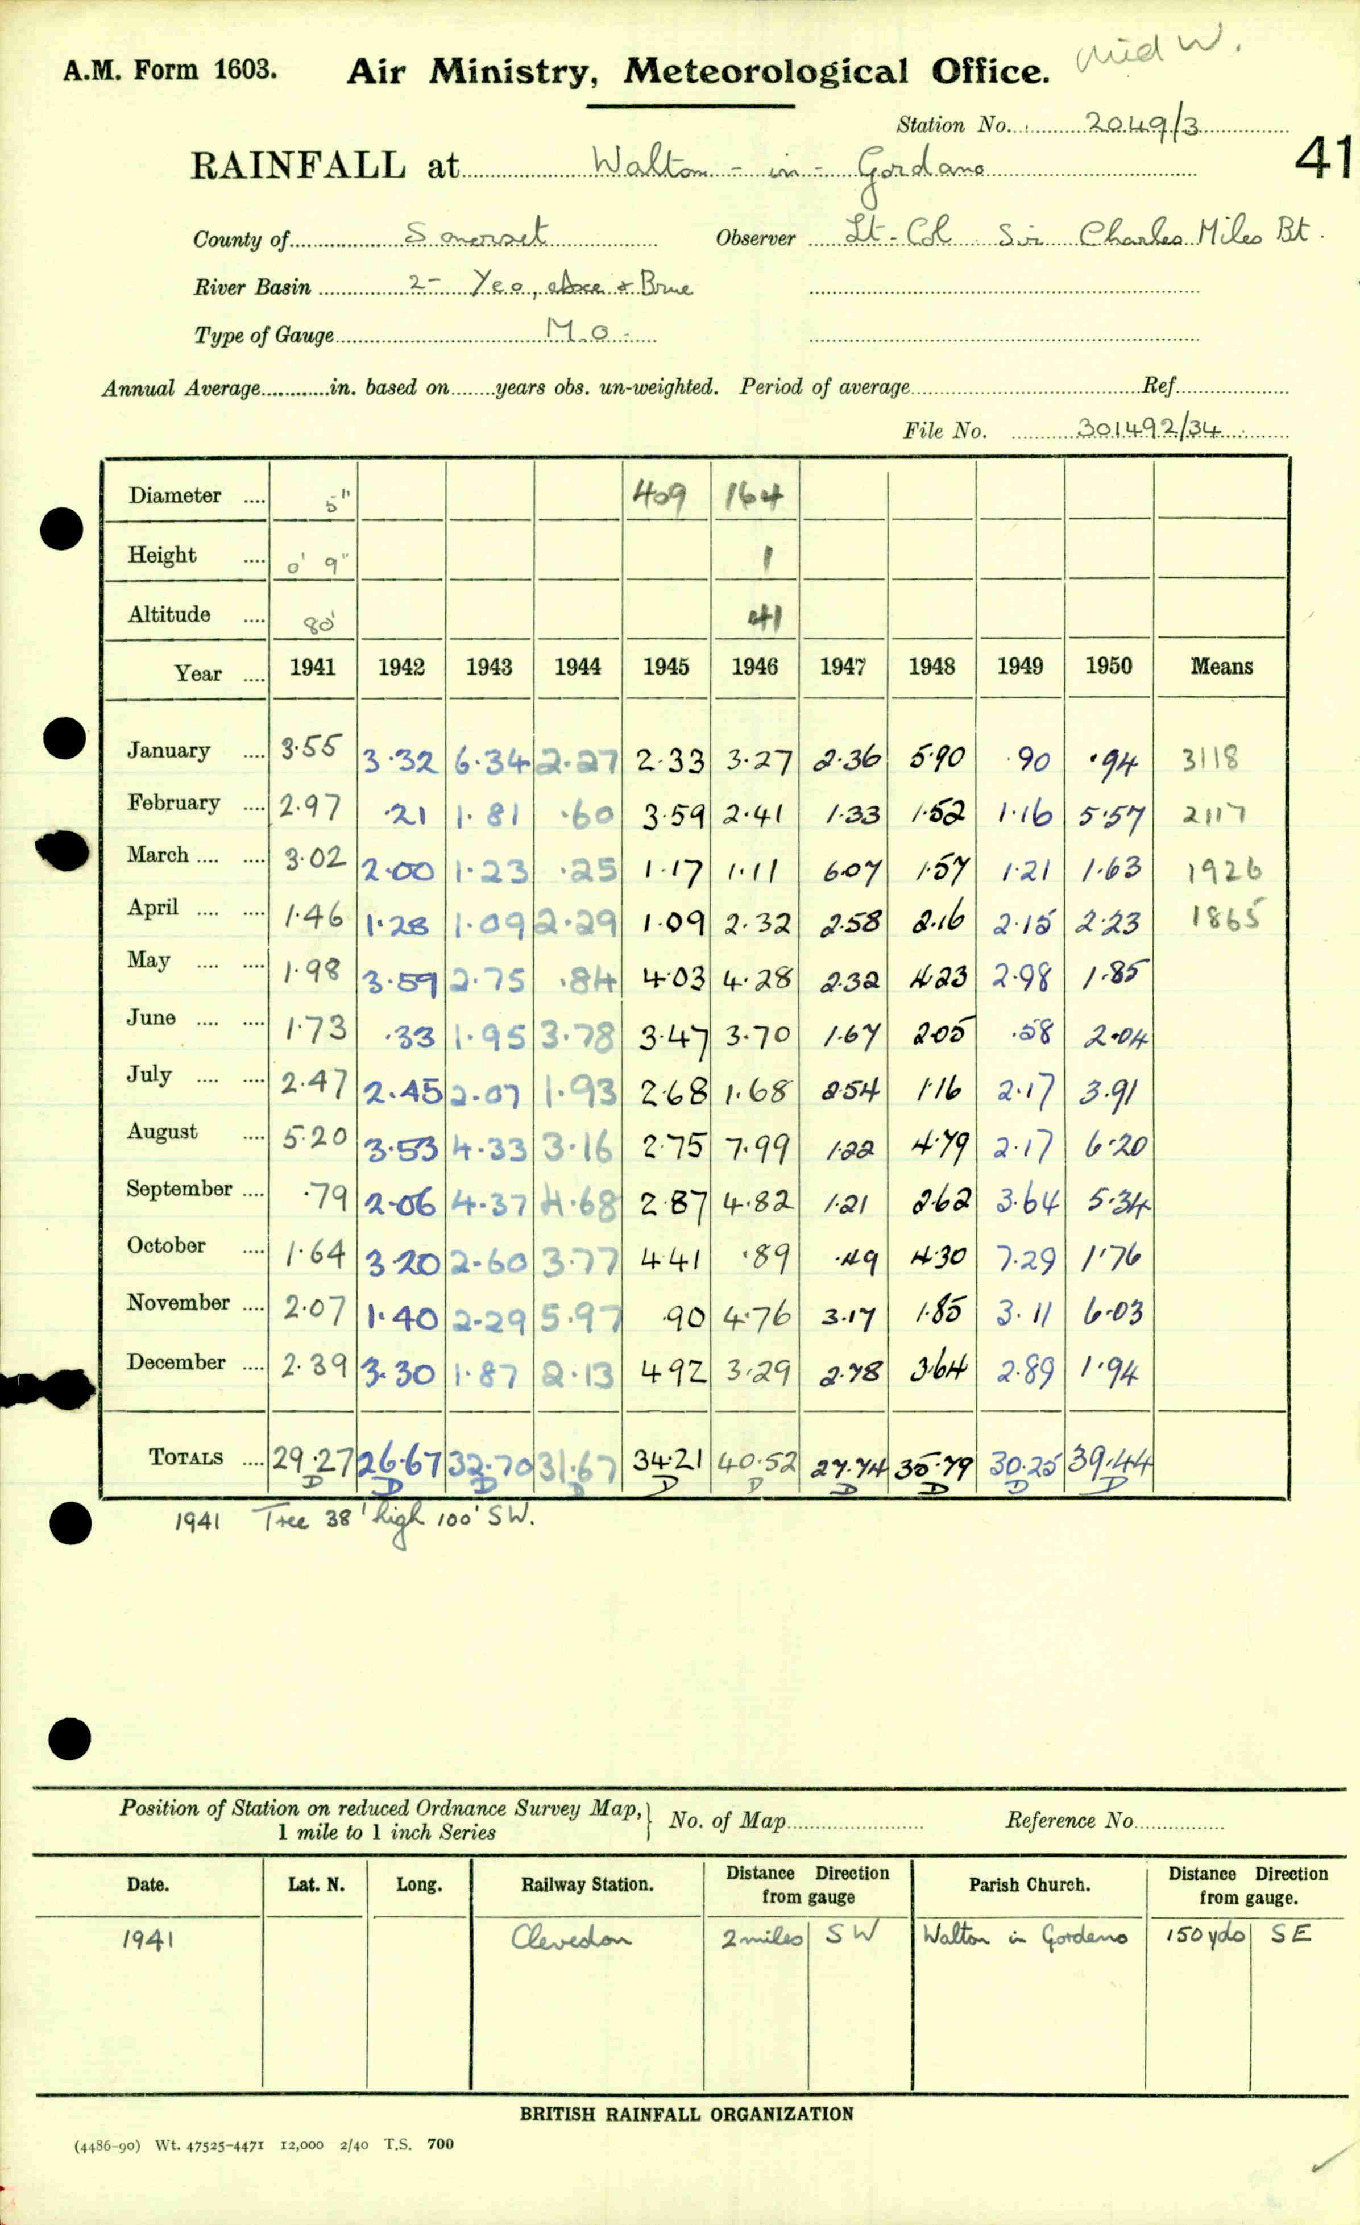 Mid W.
A.M. Form 1603. Air Ministry, Meteorological Office.
Station No. 2049/3
RAINFALL at Walton-in-Gordano 41
County of Somerset Observer Lt-Col Sir Charles Miles Bt.
River Basin 2- Yeo, Axe & Brue
Type of Gauge M.O.
Annual Average in. based on years obs. un-weighted. Period of average Ref.
File No. 301492/34
Diameter 5" 409 164
Height 0' 9" 1
Altitude 80' 41
Year 1941 1942 1943 1944 1945 1946 1947 1948 1949 1950 Means
January 3.55 3.32 6.34 2.27 2.33 3.27 2.36 5.90 .90 .94 3118
February 2.97 .21 1.81 .60 3.59 2.41 1.33 1.52 1.16 5.57 2117
March 3.02 2.00 1.23 .25 1.17 1.11 6.07 1.57 1.21 1.63 1926
April 1.46 1.28 1.09 2.29 1.09 2.32 2.58 2.16 2.15 2.23 1865
May 1.98 3.59 2.75 .84 4.03 4.28 2.32 4.23 2.98 1.85
June 1.73 .33 1.95 3.78 3.47 3.70 1.67 2.05 .58 2.04
July 2.47 2.45 2.07 1.93 2.68 1.68 2.54 1.16 2.17 3.91
August 5.20 3.53 4.33 3.16 2.75 7.99 1.22 4.79 2.17 6.20
September .79 2.06 4.37 4.68 2.87 4.82 1.21 2.62 3.64 5.34
October 1.64 3.20 2.60 3.77 4.41 .89 .49 4.30 7.29 1.76
November 2.07 1.40 2.29 5.97 .90 4.76 3.17 1.85 3.11 6.03
December 2.39 3.30 1.87 2.13 4.92 3.29 2.78 3.64 2.89 1.94
TOTALS 29.27 26.67 32.70 31.67 34.21 40.52 27.74 35.79 30.25 39.44
D D D D D D D D D D
1941 Tree 38' high 100' SW.
Position of Station on reduced Ordnance Survey Map, } No. of Map Reference No.
1 mile to 1 inch Series
Date. Lat. N. Long. Railway Station. Distance Direction from gauge Parish Church. Distance Direction from gauge.
1941 Clevedon 2 miles SW Walton in Gordano 150 yds SE
BRITISH RAINFALL ORGANIZATION
(4486-90) Wt. 47525-4471 12,000 2/40 T.S. 700